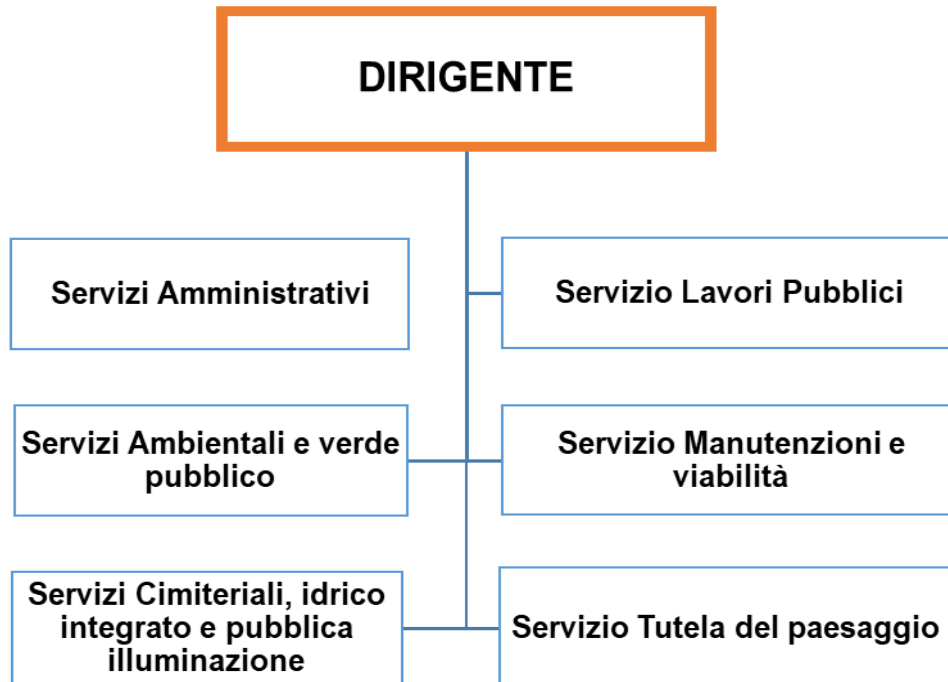 DIRIGENTE
Servizi Amministrativi
Servizio Lavori Pubblici
Servizi Ambientali e verde
pubblico
Servizio Manutenzioni e
viabilità
Servizi Cimiteriali, idrico
integrato e pubblica
illuminazione
Servizio Tutela del paesaggio